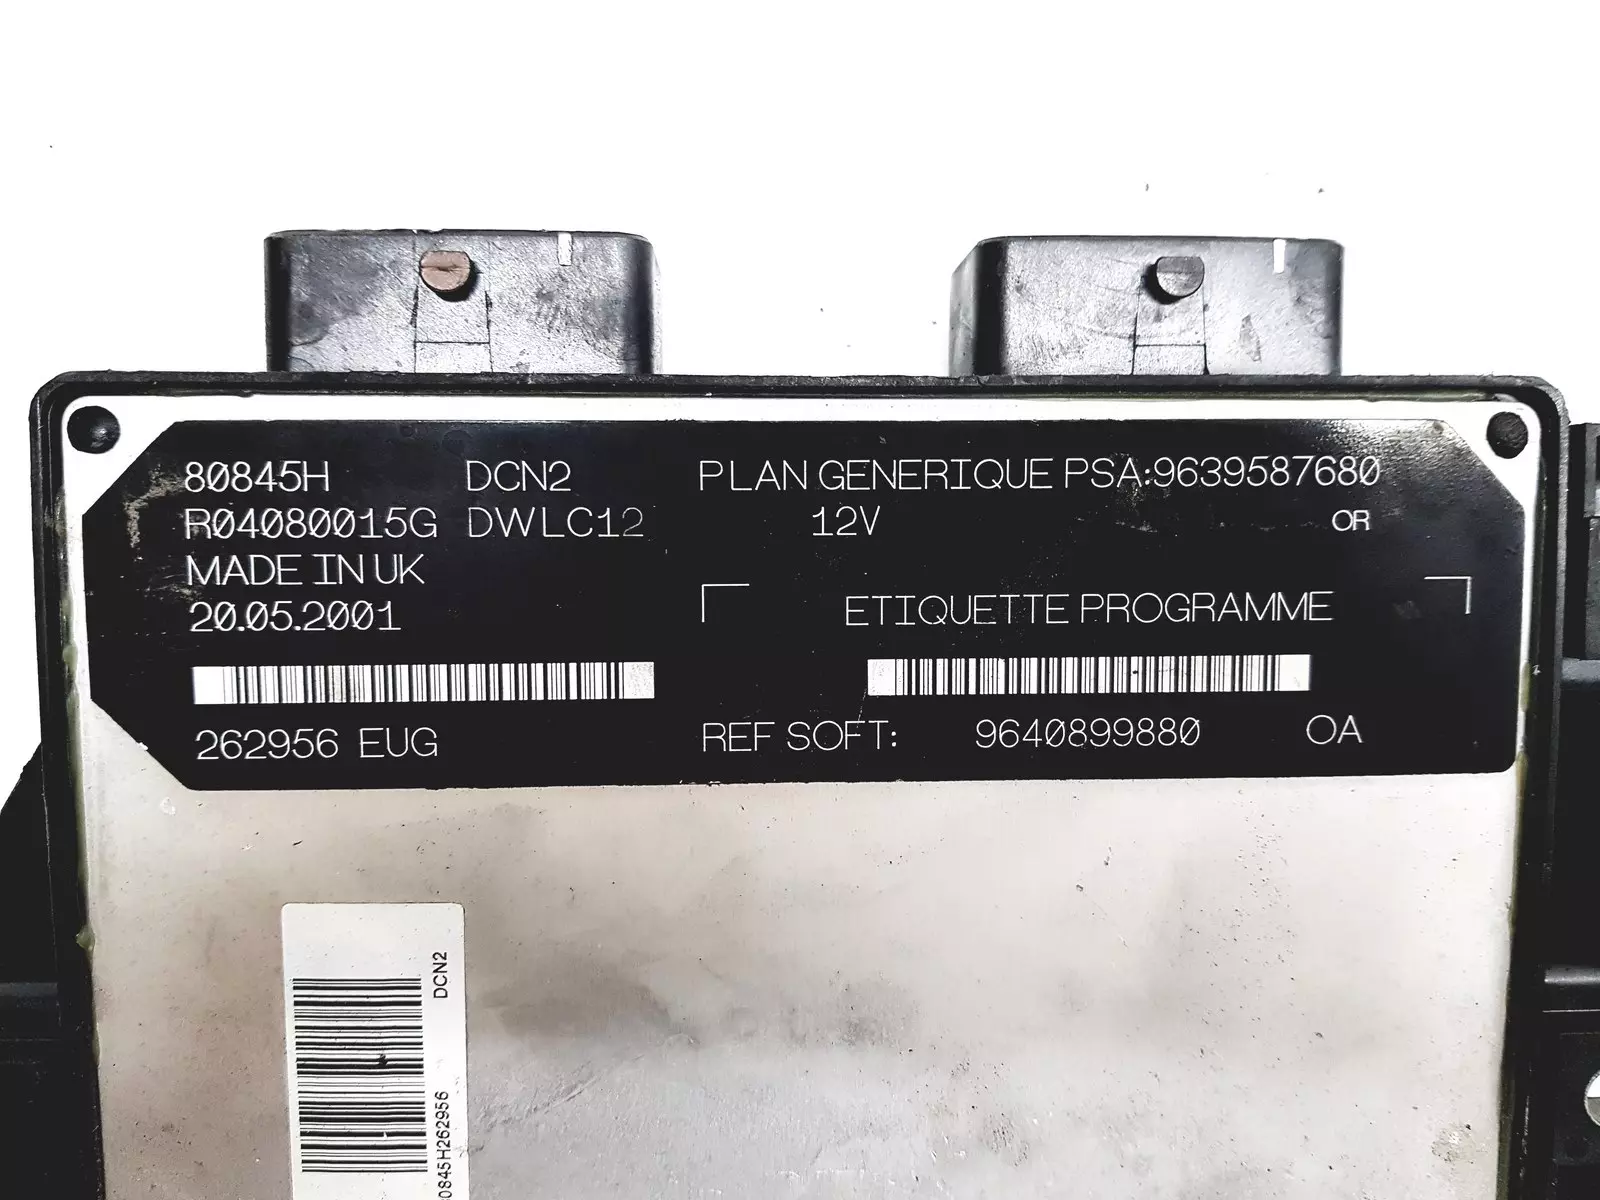 80845H DCN2 PLAN GENERIQUE PSA:9639587680
R04080015G DWLC12 12V OR
MADE IN UK
20.05.2001
ETIQUETTE PROGRAMME
262956 EUG REF SOFT: 9640899880 OA
DCN2
80845H262956